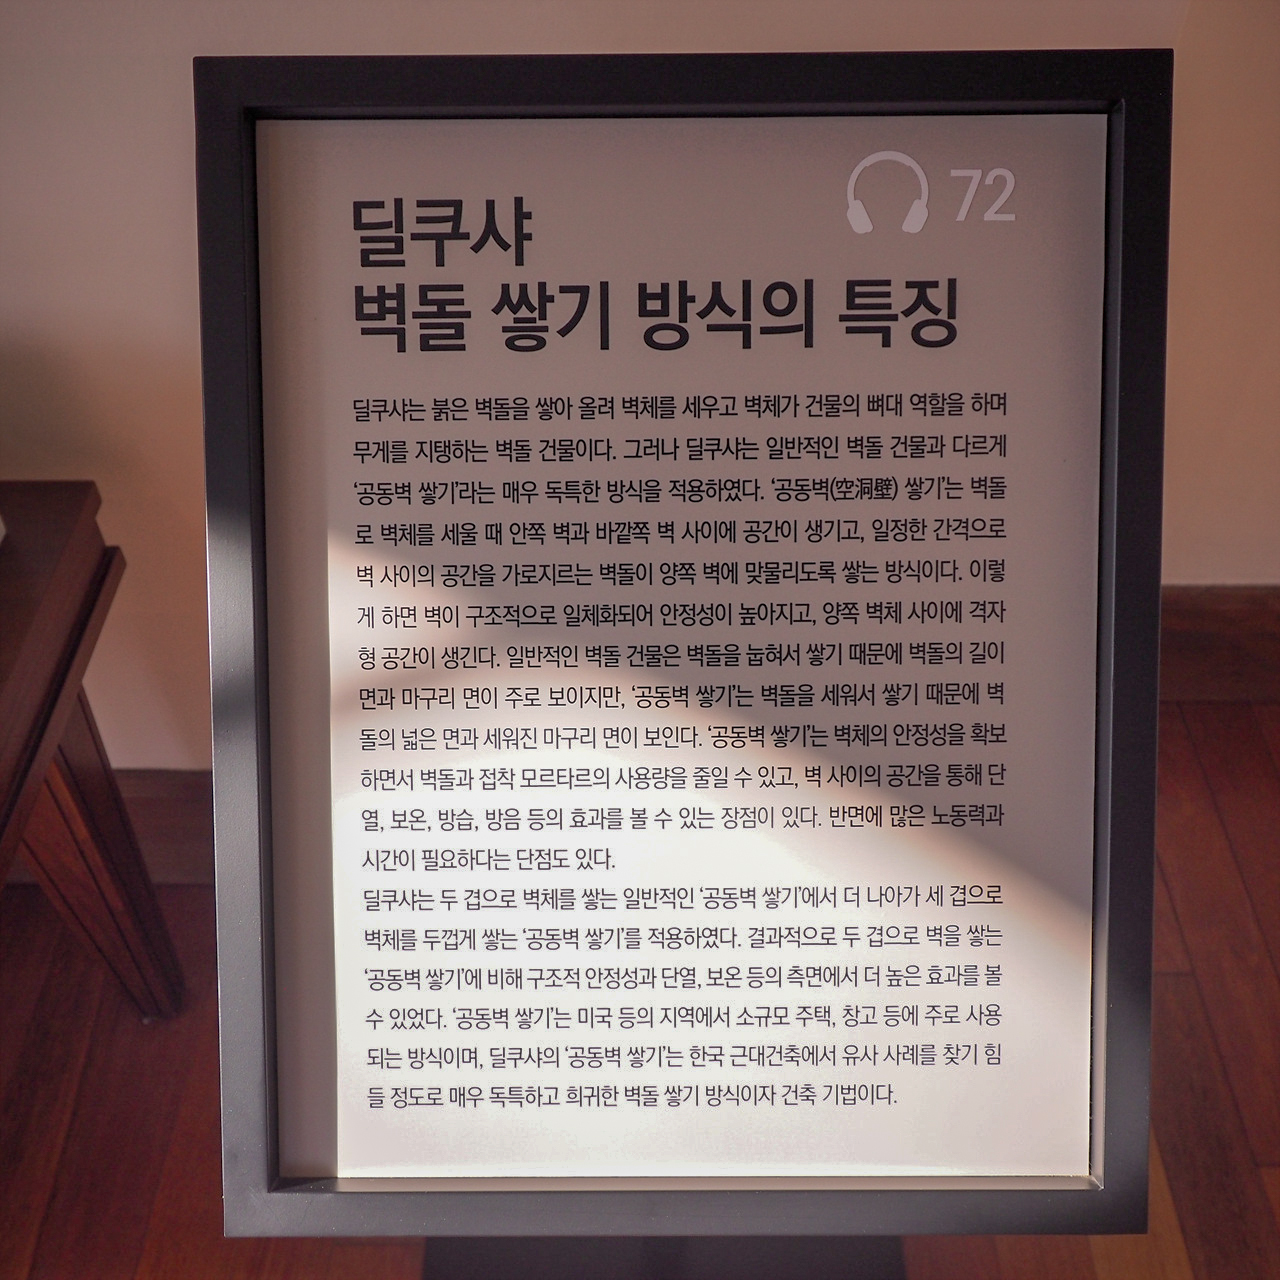 72
딜쿠샤
벽돌 쌓기 방식의 특징
딜쿠샤는 붉은 벽돌을 쌓아 올려 벽체를 세우고 벽체가 건물의 뼈대 역할을 하며
무게를 지탱하는 벽돌 건물이다. 그러나 딜쿠샤는 일반적인 벽돌 건물과 다르게
‘공동벽 쌓기’라는 매우 독특한 방식을 적용하였다. ‘공동벽(空洞壁) 쌓기’는 벽돌
로 벽체를 세울 때 안쪽 벽과 바깥쪽 벽 사이에 공간이 생기고, 일정한 간격으로
벽 사이의 공간을 가로지르는 벽돌이 양쪽 벽에 맞물리도록 쌓는 방식이다. 이렇
게 하면 벽이 구조적으로 일체화되어 안정성이 높아지고, 양쪽 벽체 사이에 격자
형 공간이 생긴다. 일반적인 벽돌 건물은 벽돌을 눕혀서 쌓기 때문에 벽돌의 길이
면과 마구리 면이 주로 보이지만, ‘공동벽 쌓기’는 벽돌을 세워서 쌓기 때문에 벽
돌의 넓은 면과 세워진 마구리 면이 보인다. ‘공동벽 쌓기’는 벽체의 안정성을 확보
하면서 벽돌과 접착 모르타르의 사용량을 줄일 수 있고, 벽 사이의 공간을 통해 단
열, 보온, 방습, 방음 등의 효과를 볼 수 있는 장점이 있다. 반면에 많은 노동력과
시간이 필요하다는 단점도 있다.
딜쿠샤는 두 겹으로 벽체를 쌓는 일반적인 ‘공동벽 쌓기’에서 더 나아가 세 겹으로
벽체를 두껍게 쌓는 ‘공동벽 쌓기’를 적용하였다. 결과적으로 두 겹으로 벽을 쌓는
‘공동벽 쌓기’에 비해 구조적 안정성과 단열, 보온 등의 측면에서 더 높은 효과를 볼
수 있었다. ‘공동벽 쌓기’는 미국 등의 지역에서 소규모 주택, 창고 등에 주로 사용
되는 방식이며, 딜쿠샤의 ‘공동벽 쌓기’는 한국 근대건축에서 유사 사례를 찾기 힘
들 정도로 매우 독특하고 희귀한 벽돌 쌓기 방식이자 건축 기법이다.